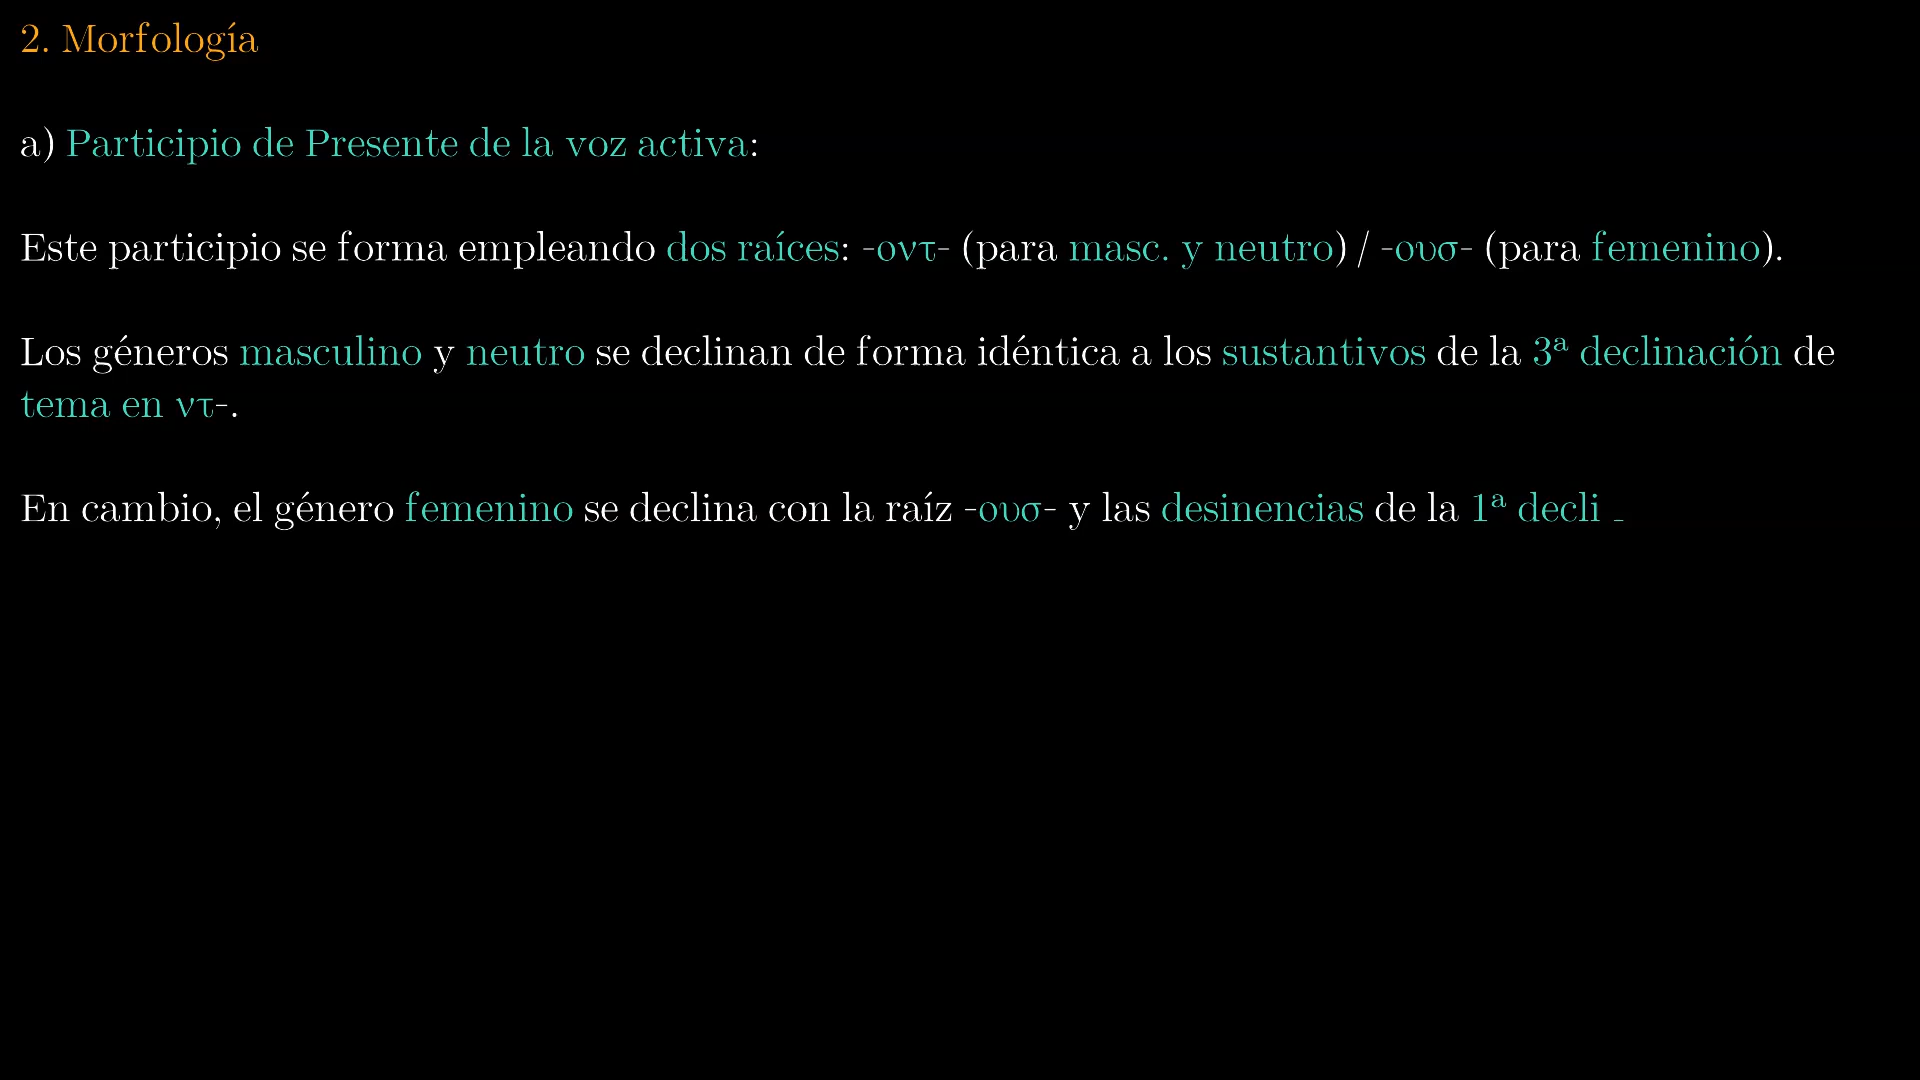 2. Morfología
a) Participio de Presente de la voz activa:
Este participio se forma empleando dos raíces: -οντ- (para masc. y neutro) / -ουσ- (para femenino).
Los géneros masculino y neutro se declinan de forma idéntica a los sustantivos de la 3ª declinación de
tema en ντ-.
En cambio, el género femenino se declina con la raíz -ουσ- y las desinencias de la 1ª decli _